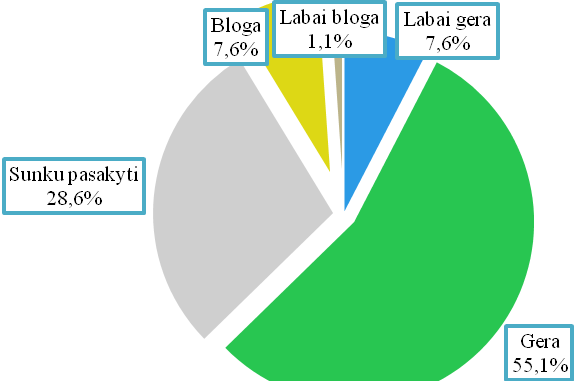 Bloga
7,6%
Labai bloga
1,1%
Labai gera
7,6%
Sunku pasakyti
28,6%
Gera
55,1%